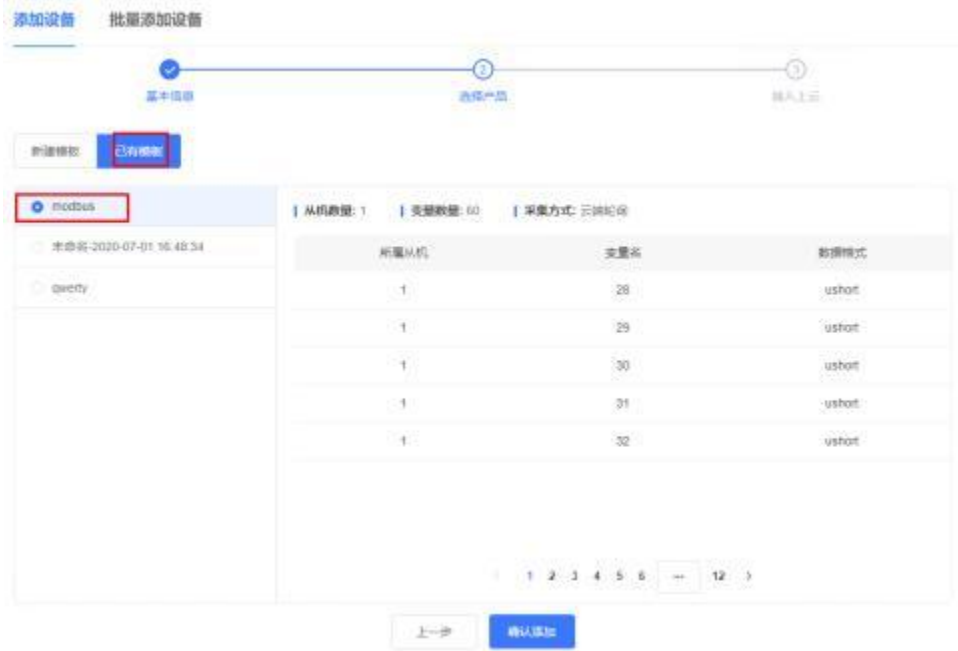 添加设备 批量添加设备
2 3
基本信息 选择产品 接入上云
新建模板 已有模板
modbus
从机数量: 1 变量数量: 60 采集方式: 云端轮询
未命名-2020-07-01 16:48:34
所属从机 变量名 数据格式
qwerty
1 28 ushort
1 29 ushort
1 30 ushort
1 31 ushort
1 32 ushort
1 2 3 4 5 6 ··· 12
上一步 确认添加